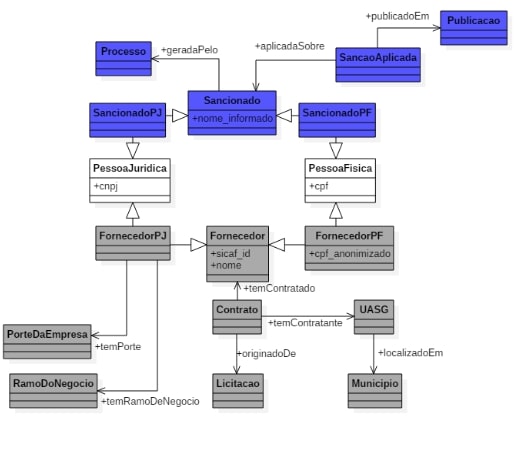 Publicacao
+publicadoEm
Processo
+geradaPelo
+aplicadaSobre
SancaoAplicada
SancionadoPJ
Sancionado
+nome_informado
SancionadoPF
PessoaJuridica
+cnpj
PessoaFisica
+cpf
FornecedorPJ
Fornecedor
+sicaf_id
+nome
FornecedorPF
+cpf_anonimizado
+temContratado
Contrato
+temContratante
UASG
PorteDaEmpresa
+temPorte
+originadoDe
+localizadoEm
RamoDoNegocio
+temRamoDeNegocio
Licitacao
Municipio